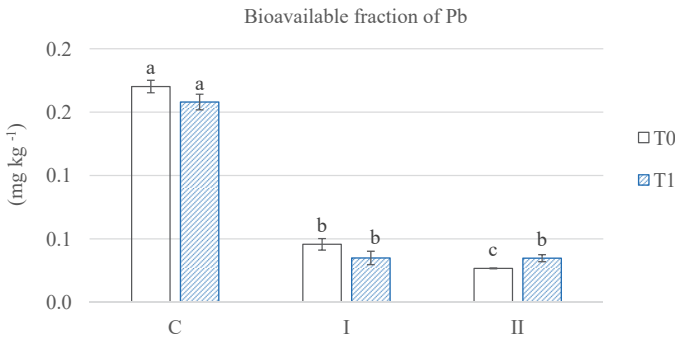 Bioavailable fraction of Pb
0.2
0.2
0.1
0.1
0.0
(mg kg -1)
a
a
b
b
c
b
C
I
II
T0
T1